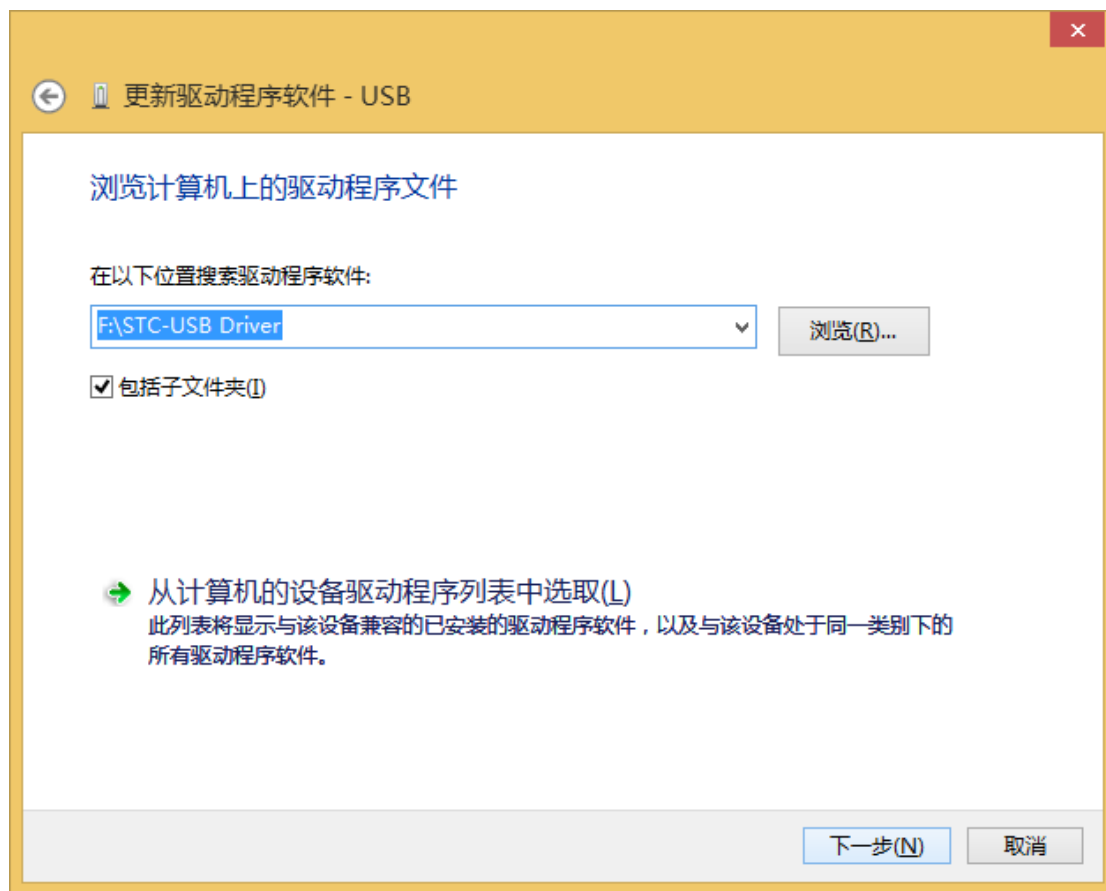 更新驱动程序软件 - USB
浏览计算机上的驱动程序文件
在以下位置搜索驱动程序软件:
F:\STC-USB Driver
浏览(R)...
包括子文件夹(I)
从计算机的设备驱动程序列表中选取(L)
此列表将显示与该设备兼容的已安装的驱动程序软件，以及与该设备处于同一类别下的
所有驱动程序软件。
下一步(N)
取消